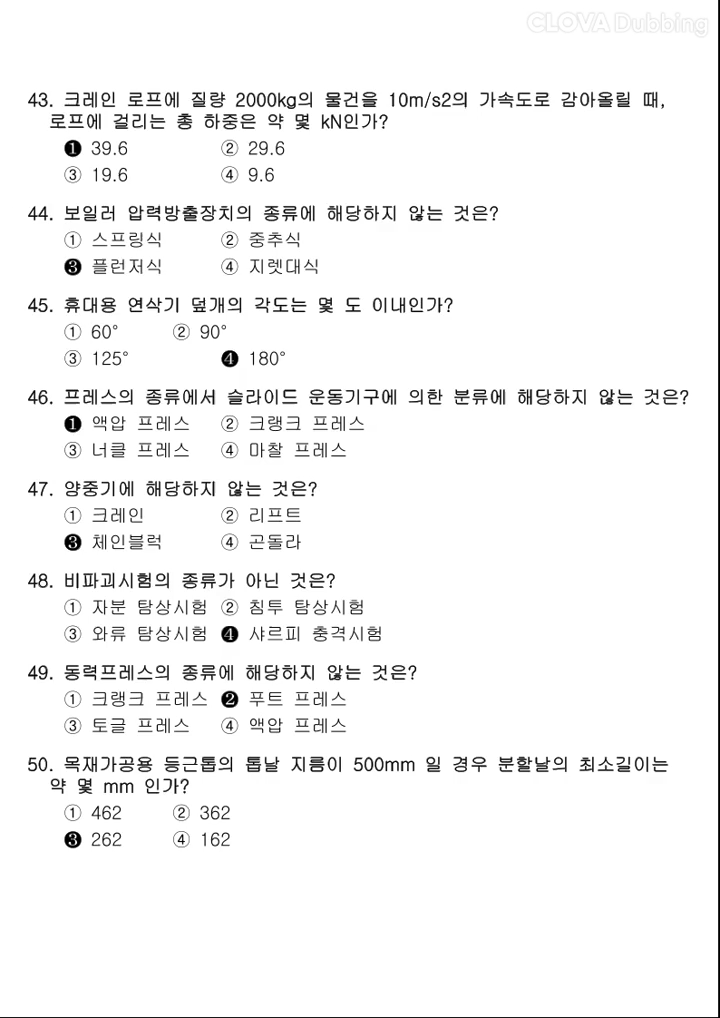 CLOVA Dubbing
43. 크레인 로프에 질량 2000kg의 물건을 10m/s2의 가속도로 감아올릴 때,
로프에 걸리는 총 하중은 약 몇 kN인가?
❶ 39.6 ② 29.6
③ 19.6 ④ 9.6
44. 보일러 압력방출장치의 종류에 해당하지 않는 것은?
① 스프링식 ② 중추식
❸ 플런저식 ④ 지렛대식
45. 휴대용 연삭기 덮개의 각도는 몇 도 이내인가?
① 60° ② 90°
③ 125° ❹ 180°
46. 프레스의 종류에서 슬라이드 운동기구에 의한 분류에 해당하지 않는 것은?
❶ 액압 프레스 ② 크랭크 프레스
③ 너클 프레스 ④ 마찰 프레스
47. 양중기에 해당하지 않는 것은?
① 크레인 ② 리프트
❸ 체인블럭 ④ 곤돌라
48. 비파괴시험의 종류가 아닌 것은?
① 자분 탐상시험 ② 침투 탐상시험
③ 와류 탐상시험 ❹ 샤르피 충격시험
49. 동력프레스의 종류에 해당하지 않는 것은?
① 크랭크 프레스 ❷ 푸트 프레스
③ 토글 프레스 ④ 액압 프레스
50. 목재가공용 등근톱의 톱날 지름이 500mm 일 경우 분할날의 최소길이는
약 몇 mm 인가?
① 462 ② 362
❸ 262 ④ 162